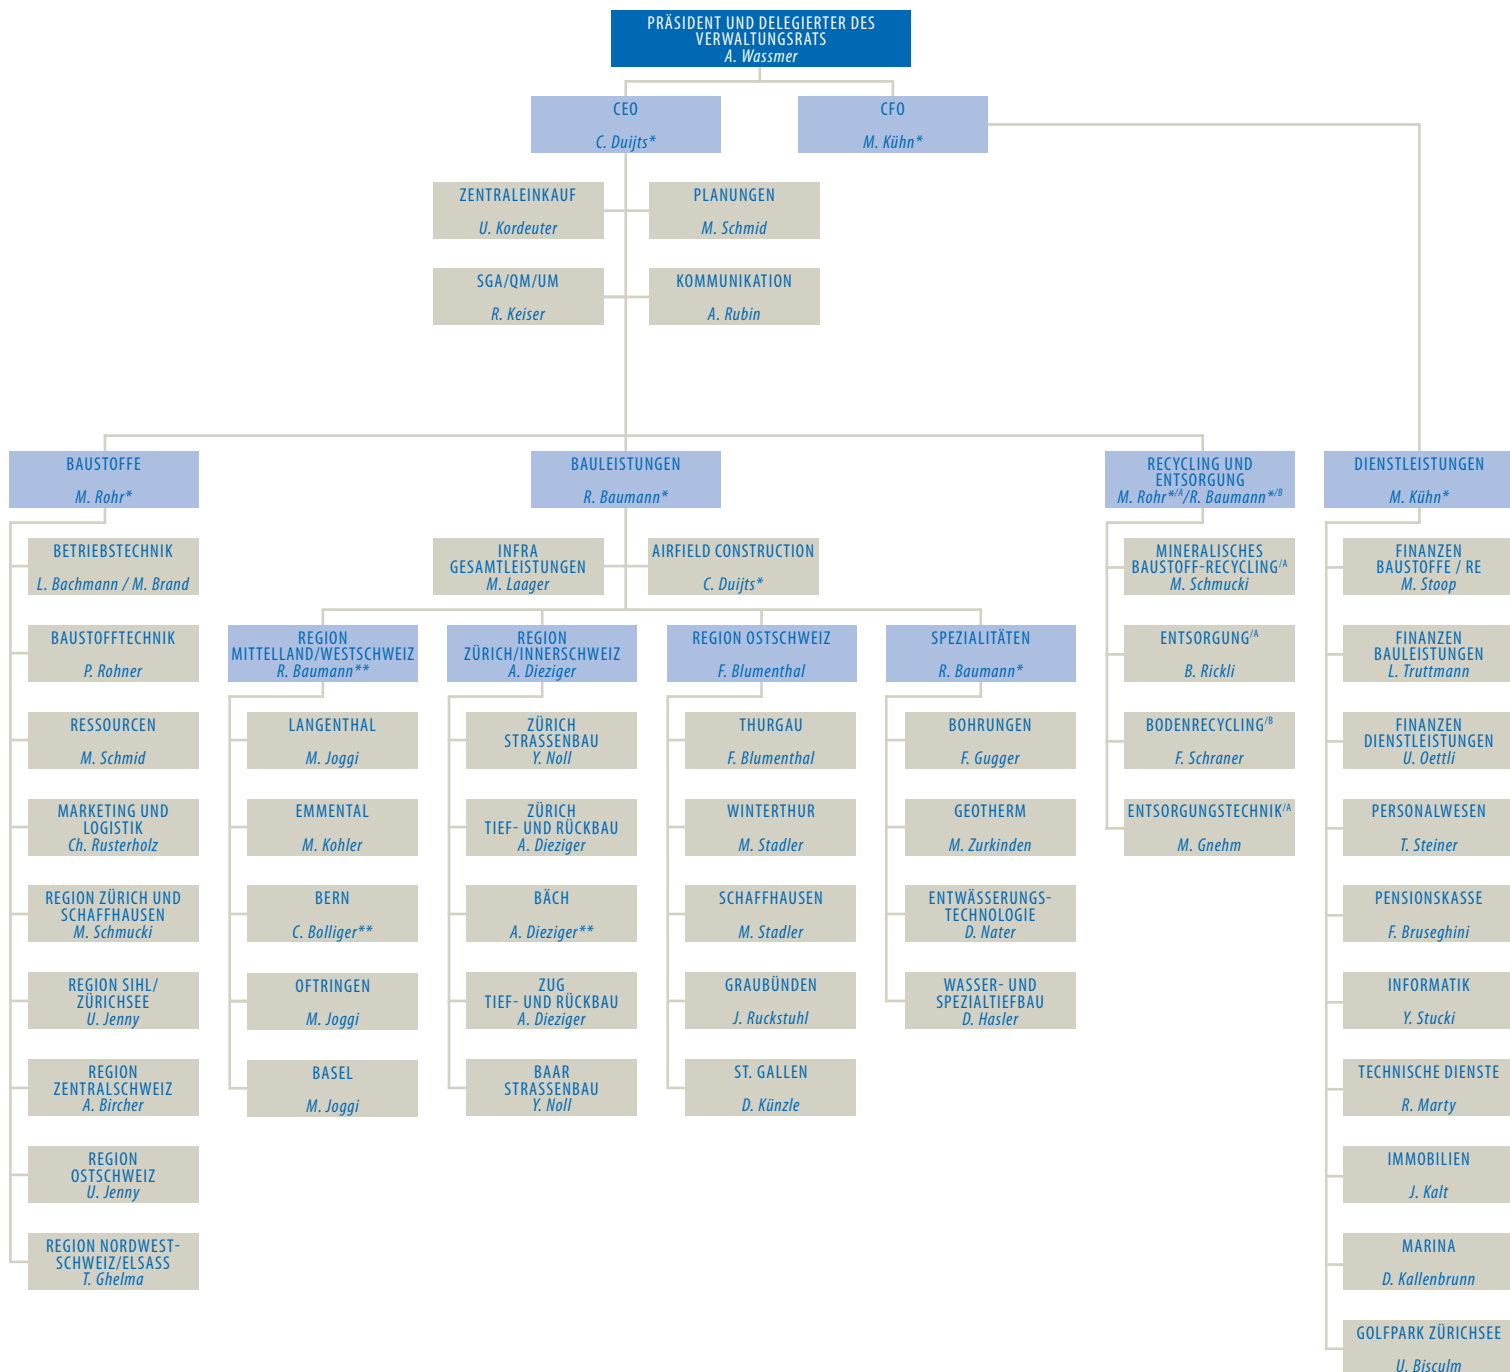 PRÄSIDENT UND DELEGIERTER DES
VERWALTUNGSRATS
A. Wassmer
CEO
C. Duijts*
CFO
M. Kühn*
ZENTRALEINKAUF
U. Kordeuter
PLANUNGEN
M. Schmid
SGA/QM/UM
R. Keiser
KOMMUNIKATION
A. Rubin
BAUSTOFFE
M. Rohr*
BETRIEBSTECHNIK
L. Bachmann / M. Brand
BAUSTOFFTECHNIK
P. Rohner
RESSOURCEN
M. Schmid
MARKETING UND
LOGISTIK
Ch. Rusterholz
REGION ZÜRICH UND
SCHAFFHAUSEN
M. Schmucki
REGION SIHL/
ZÜRICHSEE
U. Jenny
REGION
ZENTRALSCHWEIZ
A. Bircher
REGION
OSTSCHWEIZ
U. Jenny
REGION NORDWEST-
SCHWEIZ/ELSASS
T. Ghelma
BAULEISTUNGEN
R. Baumann*
INFRA
GESAMTLEISTUNGEN
M. Laager
AIRFIELD CONSTRUCTION
C. Duijts*
REGION
MITTELLAND/WESTSCHWEIZ
R. Baumann**
LANGENTHAL
M. Joggi
EMMENTAL
M. Kohler
BERN
C. Bolliger**
OFTRINGEN
M. Joggi
BASEL
M. Joggi
REGION
ZÜRICH/INNERSCHWEIZ
A. Dieziger
ZÜRICH
STRASSENBAU
Y. Noll
ZÜRICH
TIEF- UND RÜCKBAU
A. Dieziger
BÄCH
A. Dieziger**
ZUG
TIEF- UND RÜCKBAU
A. Dieziger
BAAR
STRASSENBAU
Y. Noll
REGION OSTSCHWEIZ
F. Blumenthal
THURGAU
F. Blumenthal
WINTERTHUR
M. Stadler
SCHAFFHAUSEN
M. Stadler
GRAUBÜNDEN
J. Ruckstuhl
ST. GALLEN
D. Künzle
SPEZIALITÄTEN
R. Baumann*
BOHRUNGEN
F. Gugger
GEOTHERM
M. Zurkinden
ENTWÄSSERUNGS-
TECHNOLOGIE
D. Nater
WASSER- UND
SPEZIALTIEFBAU
D. Hasler
RECYCLING UND
ENTSORGUNG
M. Rohr*/A/R. Baumann*/B
MINERALISCHES
BAUSTOFF-RECYCLING/A
M. Schmucki
ENTSORGUNG/A
B. Rickli
BODENRECYCLING/B
F. Schraner
ENTSORGUNGSTECHNIK/A
M. Gnehm
DIENSTLEISTUNGEN
M. Kühn*
FINANZEN
BAUSTOFFE / RE
M. Stoop
FINANZEN
BAULEISTUNGEN
L. Truttmann
FINANZEN
DIENSTLEISTUNGEN
U. Oettli
PERSONALWESEN
T. Steiner
PENSIONSKASSE
F. Bruseghini
INFORMATIK
Y. Stucki
TECHNISCHE DIENSTE
R. Marty
IMMOBILIEN
J. Kalt
MARINA
D. Kallenbrunn
GOLFPARK ZÜRICHSEE
U. Bisculm